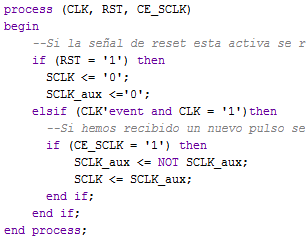 process (CLK, RST, CE_SCLK)
begin
--Si la señal de reset esta activa se r
if (RST = '1') then
SCLK <= '0';
SCLK_aux <='0';
elsif (CLK'event and CLK = '1')then
--Si hemos recibido un nuevo pulso se
if (CE_SCLK = '1') then
SCLK_aux <= NOT SCLK_aux;
SCLK <= SCLK_aux;
end if;
end if;
end process;